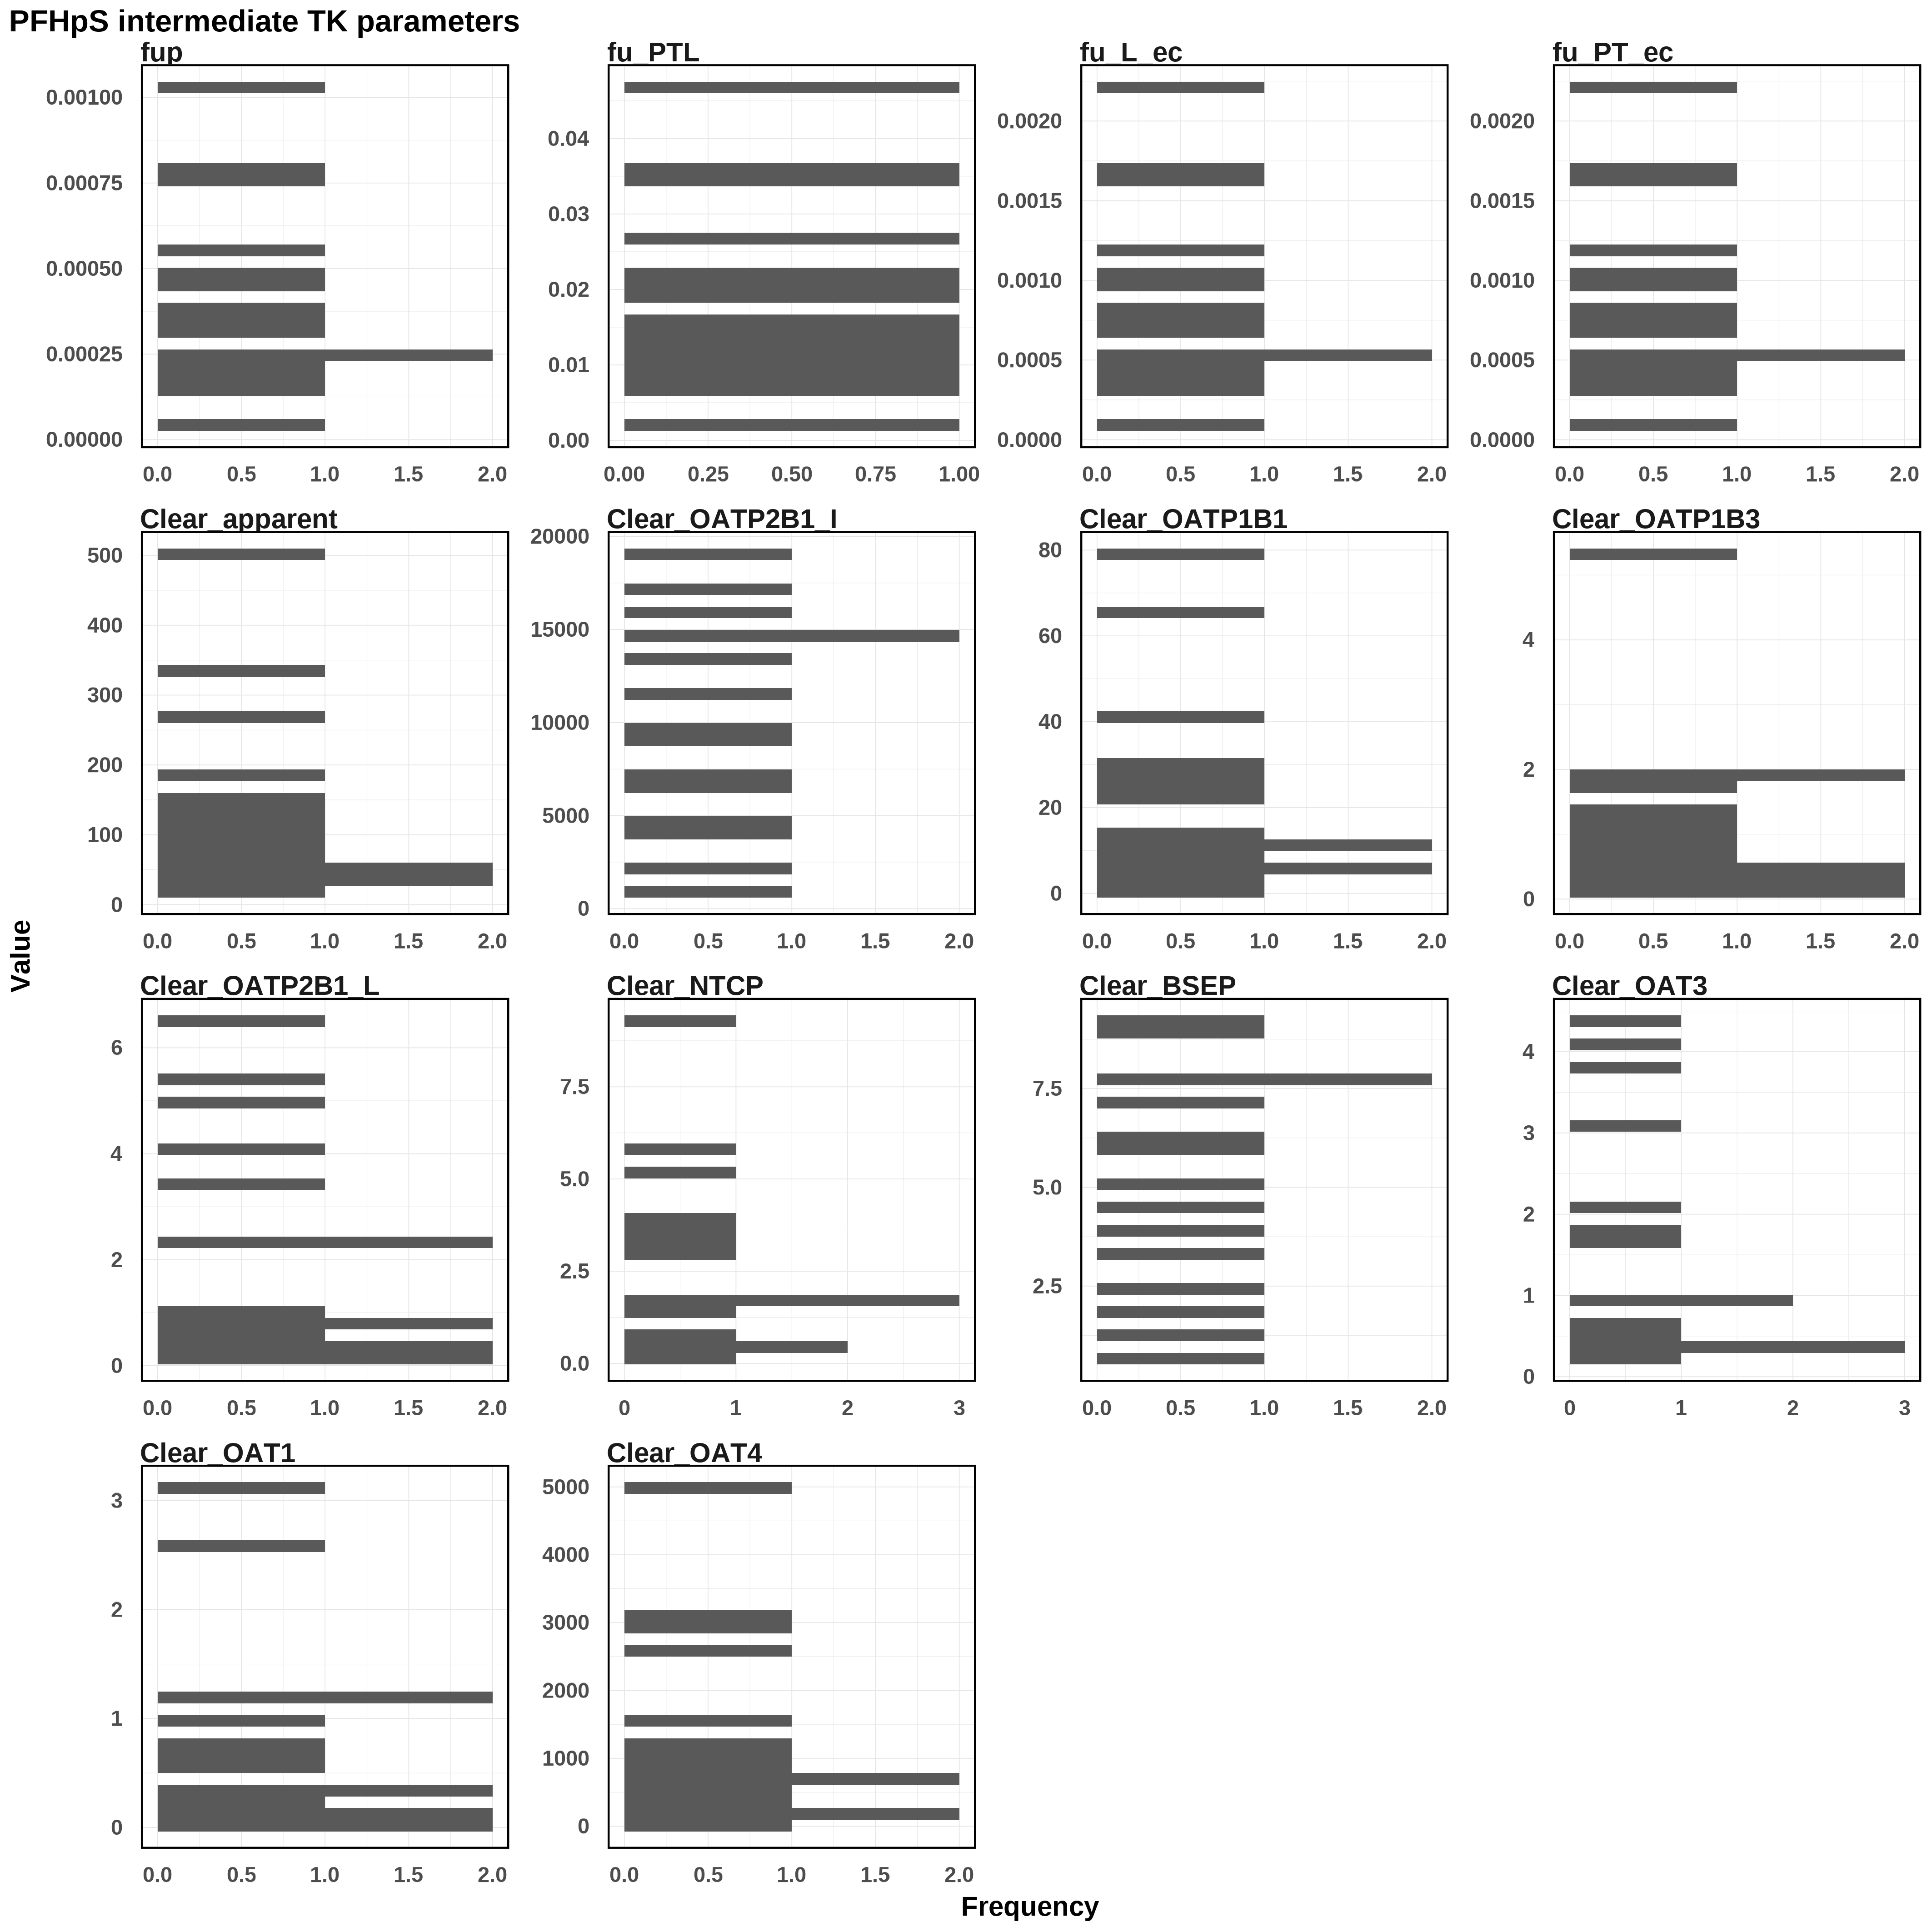 PFHpS intermediate TK parameters
fup
fu_PTL
fu_L_ec
fu_PT_ec
0.00100
0.00075
0.00050
0.00025
0.00000
0.04
0.03
0.02
0.01
0.00
0.0020
0.0015
0.0010
0.0005
0.0000
0.0020
0.0015
0.0010
0.0005
0.0000
0.0 0.5 1.0 1.5 2.0
0.00 0.25 0.50 0.75 1.00
0.0 0.5 1.0 1.5 2.0
0.0 0.5 1.0 1.5 2.0
Clear_apparent
Clear_OATP2B1_I
Clear_OATP1B1
Clear_OATP1B3
500
400
300
200
100
0
20000
15000
10000
5000
0
80
60
40
20
0
4
2
0
0.0 0.5 1.0 1.5 2.0
0.0 0.5 1.0 1.5 2.0
0.0 0.5 1.0 1.5 2.0
0.0 0.5 1.0 1.5 2.0
Value
Clear_OATP2B1_L
Clear_NTCP
Clear_BSEP
Clear_OAT3
6
4
2
0
7.5
5.0
2.5
0.0
7.5
5.0
2.5
4
3
2
1
0
0.0 0.5 1.0 1.5 2.0
0 1 2 3
0.0 0.5 1.0 1.5 2.0
0 1 2 3
Clear_OAT1
Clear_OAT4
3
2
1
0
5000
4000
3000
2000
1000
0
0.0 0.5 1.0 1.5 2.0
0.0 0.5 1.0 1.5 2.0
Frequency